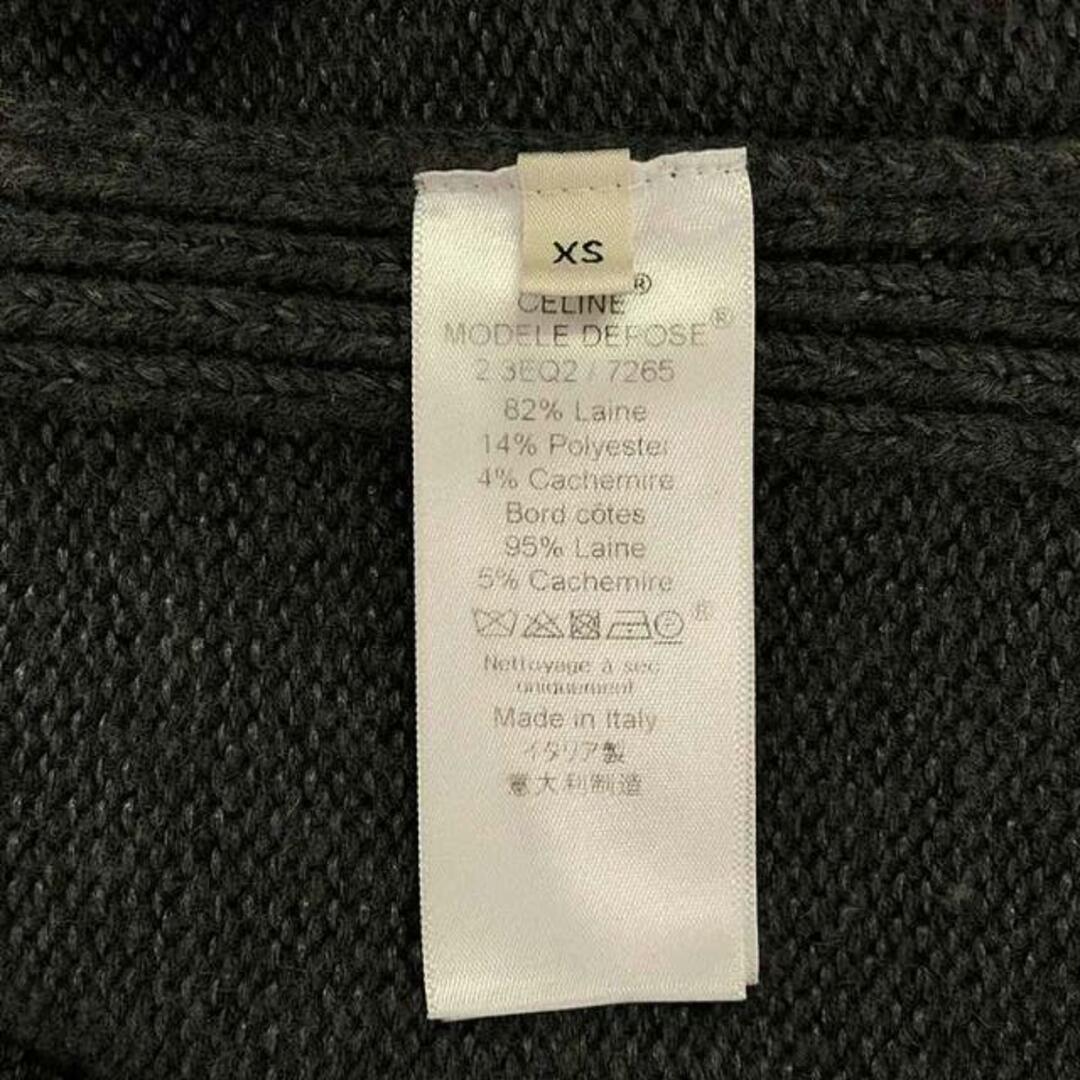 XS
CELINE®
MODELE DEPOSE®
2 3EQ2 / 7265
82% Laine
14% Polyester
4% Cachemire
Bord côtes
95% Laine
5% Cachemire
Nettoyage à sec
uniquement
Made in Italy
イタリア製
意大利制造